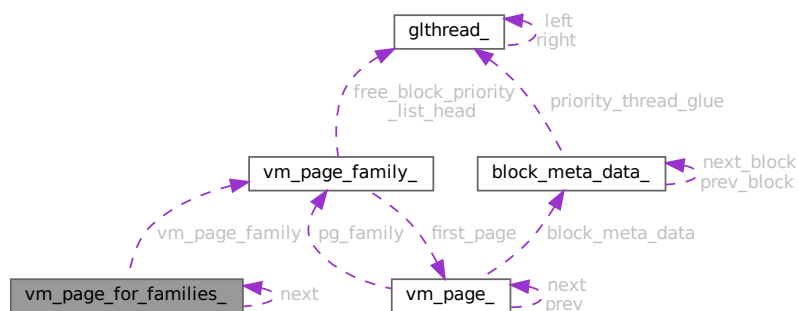 glthread_
left
right
free_block_priority
_list_head
priority_thread_glue
vm_page_family_
block_meta_data_
next_block
prev_block
vm_page_family
pg_family
first_page
block_meta_data
vm_page_for_families_
next
vm_page_
next
prev